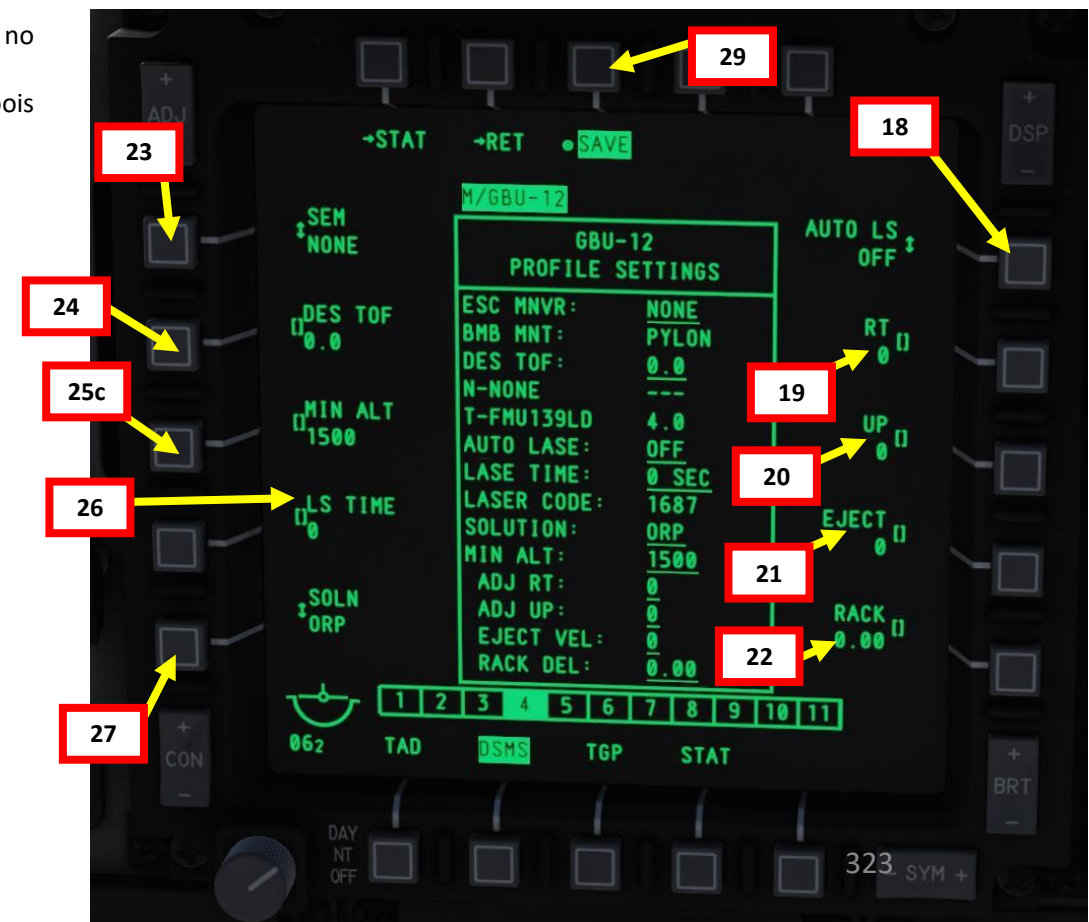 no
ois
29
18
23
24
25c
26
27
19
20
21
22
+
ADJ
+
DSP
−
→STAT →RET SAVE
M/GBU-12
SEM
NONE
DES TOF
0.0
MIN ALT
1500
LS TIME
0
SOLN
ORP
GBU-12
PROFILE SETTINGS
ESC MNVR: NONE
BMB MNT: PYLON
DES TOF: 0.0
N-NONE ---
T-FMU139LD 4.0
AUTO LASE: OFF
LASE TIME: 0 SEC
LASER CODE: 1687
SOLUTION: ORP
MIN ALT: 1500
ADJ RT: 0
ADJ UP: 0
EJECT VEL: 0
RACK DEL: 0.00
AUTO LS
OFF
RT
0
UP
0
EJECT
0
RACK
0.00
1 2 3 4 5 6 7 8 9 10 11
062 TAD DSMS TGP STAT
+
CON
−
+
BRT
−
DAY
NT
OFF
323
- SYM +